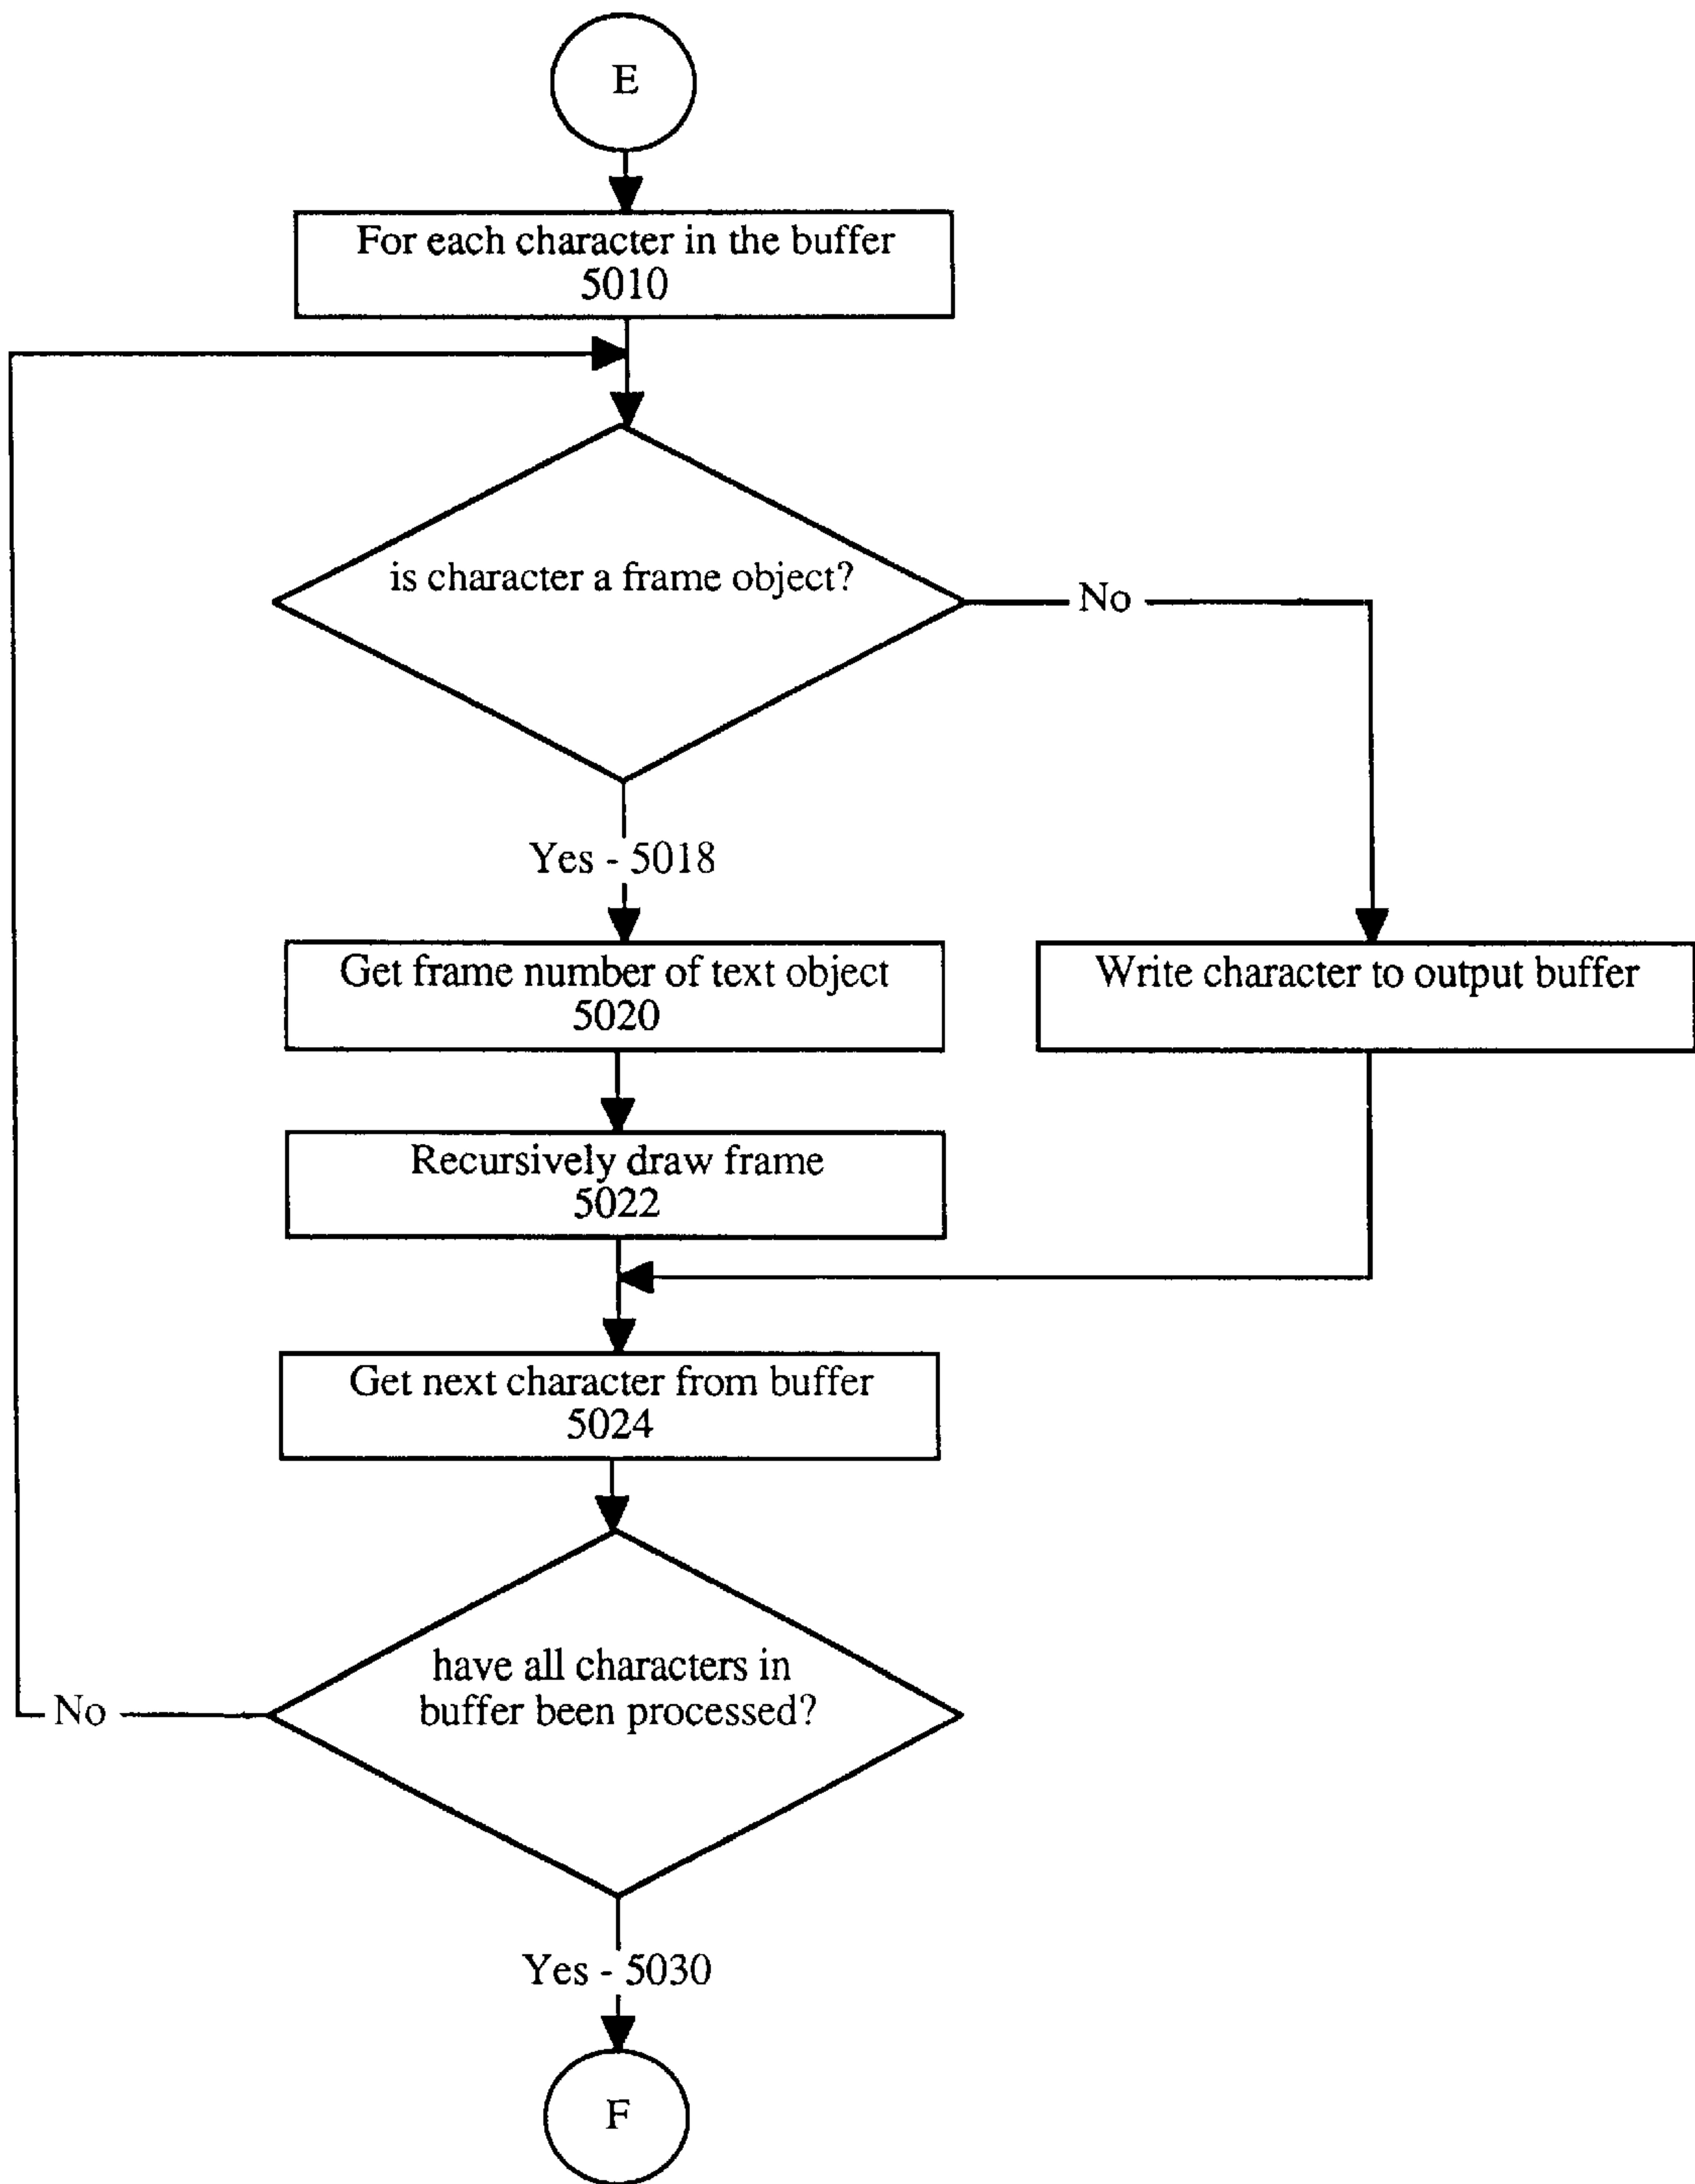 E
For each character in the buffer
5010
is character a frame object?
No
Yes - 5018
Get frame number of text object
5020
Write character to output buffer
Recursively draw frame
5022
Get next character from buffer
5024
have all characters in
buffer been processed?
No
Yes - 5030
F